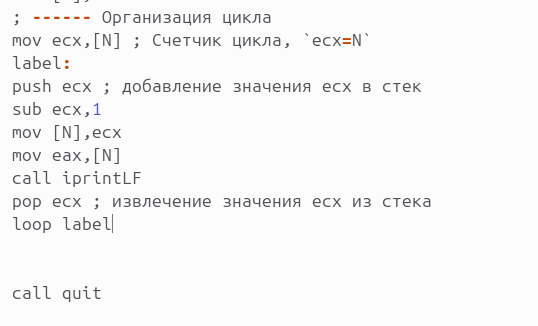 ; ------ Организация цикла
mov ecx,[N] ; Счетчик цикла, `ecx=N`
label:
push ecx ; добавление значения ecx в стек
sub ecx,1
mov [N],ecx
mov eax,[N]
call iprintLF
pop ecx ; извлечение значения ecx из стека
loop label
call quit